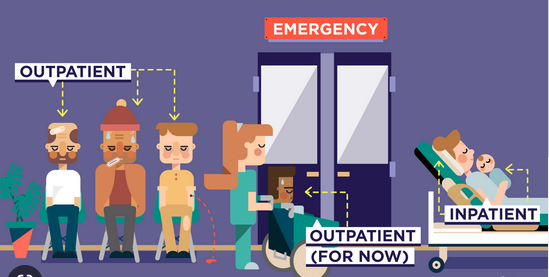 EMERGENCY
OUTPATIENT
INPATIENT
OUTPATIENT
(FOR NOW)